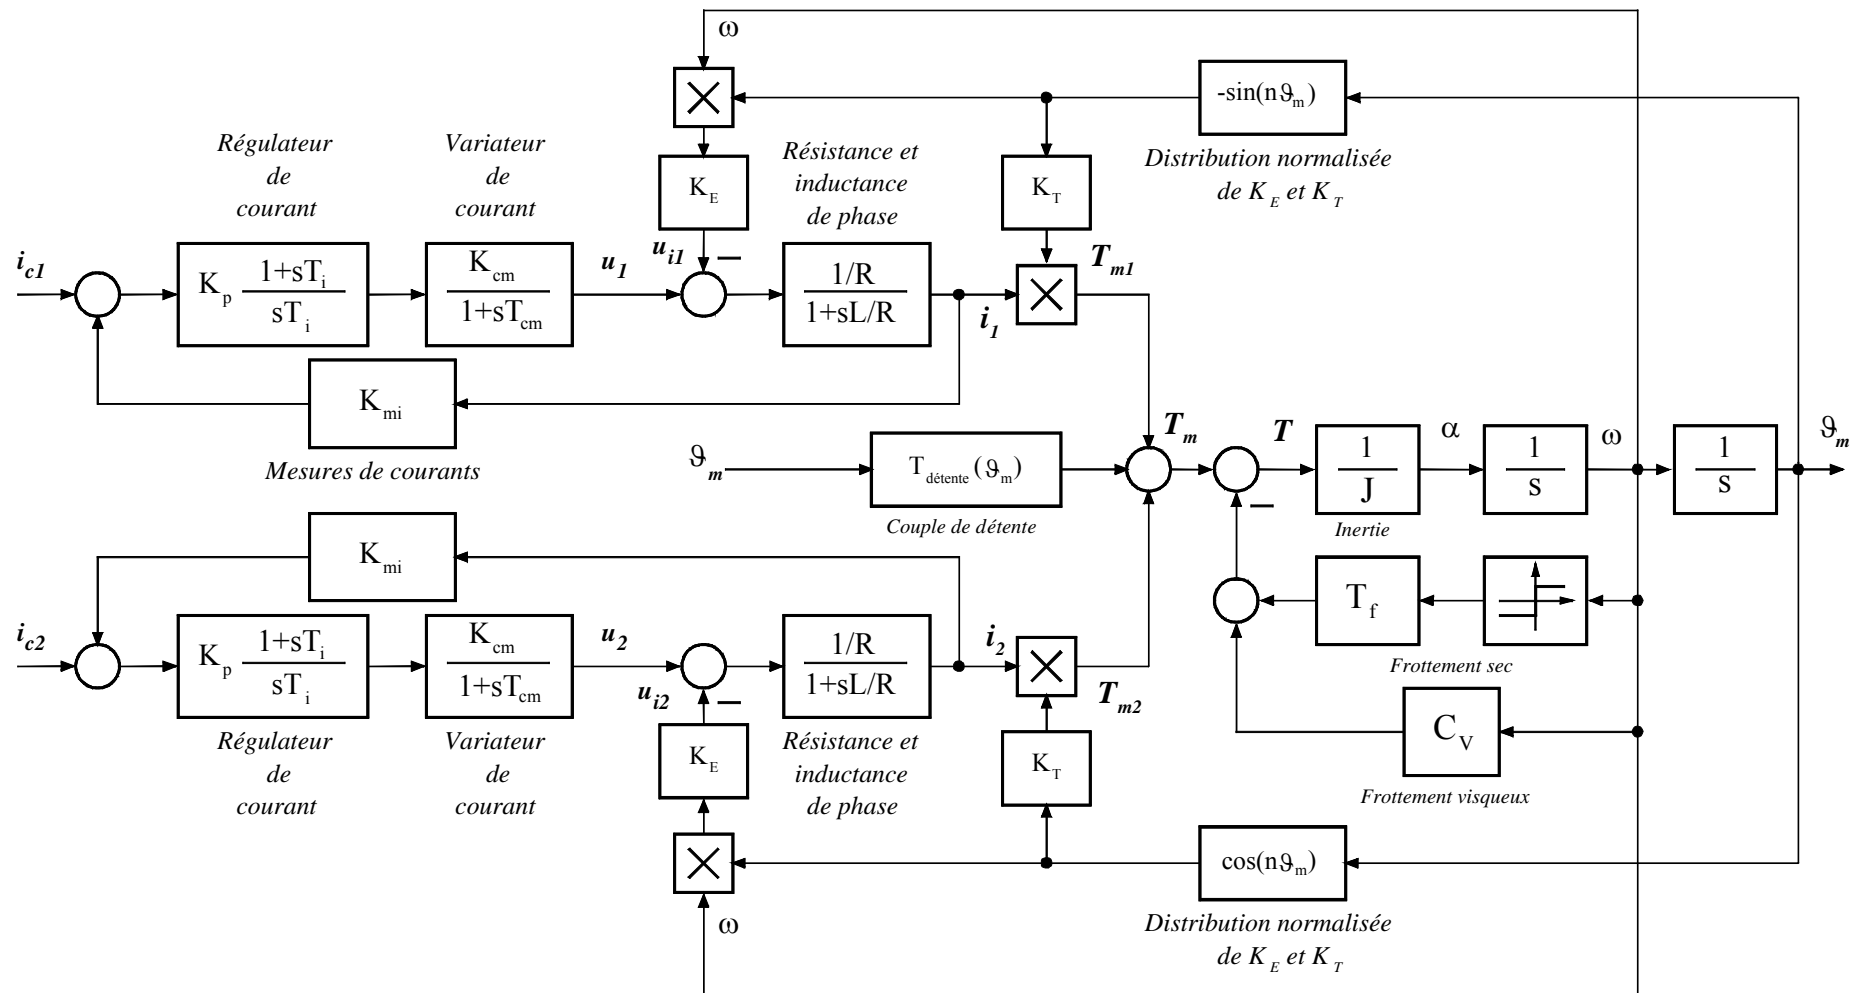 ω
-sin(nϑm)
Régulateur
de
courant
Variateur
de
courant
Résistance et
inductance
de phase
Distribution normalisée
de KE et KT
KE
KT
ic1
Kp 1+sTi
sTi
Kcm
1+sTcm
u1
ui1
1/R
1+sL/R
i1
Tm1
Kmi
Mesures de courants
ϑm
Tdétente(ϑm)
Couple de détente
Tm
T
1
J
Inertie
α
1
s
ω
1
s
ϑm
Kmi
Tf
Frottement sec
ic2
Kp 1+sTi
sTi
Kcm
1+sTcm
u2
ui2
1/R
1+sL/R
i2
Tm2
CV
Frottement visqueux
Régulateur
de
courant
Variateur
de
courant
KE
Résistance et
inductance
de phase
KT
cos(nϑm)
ω
Distribution normalisée
de KE et KT